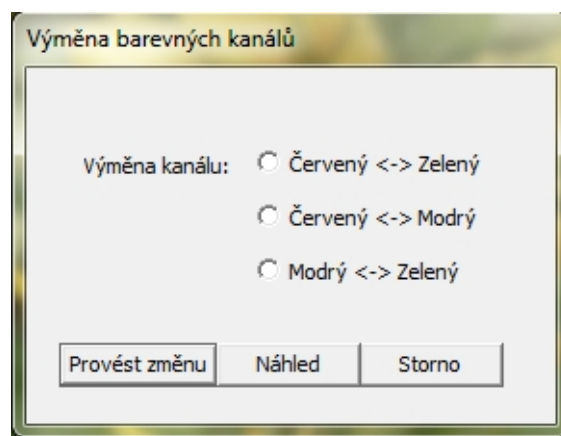 Výměna barevných kanálů
Výměna kanálu: Červený <-> Zelený
Červený <-> Modrý
Modrý <-> Zelený
Provést změnu Náhled Storno